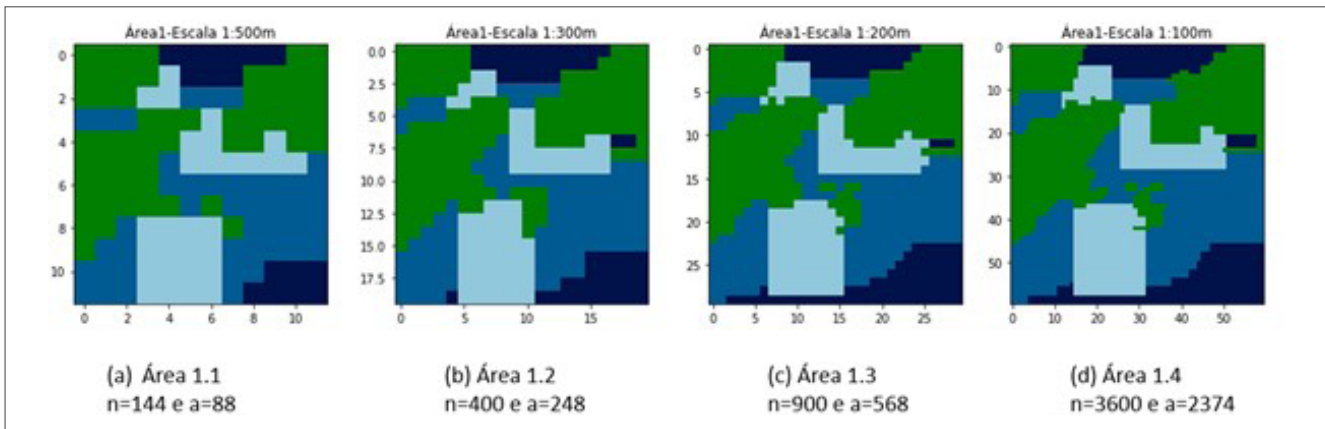 Área1-Escala 1:500m
0
2
4
6
8
10
0 2 4 6 8 10
(a) Área 1.1
n=144 e a=88
Área1-Escala 1:300m
0.0
2.5
5.0
7.5
10.0
12.5
15.0
17.5
0 5 10 15
(b) Área 1.2
n=400 e a=248
Área1-Escala 1:200m
0
5
10
15
20
25
0 5 10 15 20 25
(c) Área 1.3
n=900 e a=568
Área1-Escala 1:100m
0
10
20
30
40
50
0 10 20 30 40 50
(d) Área 1.4
n=3600 e a=2374